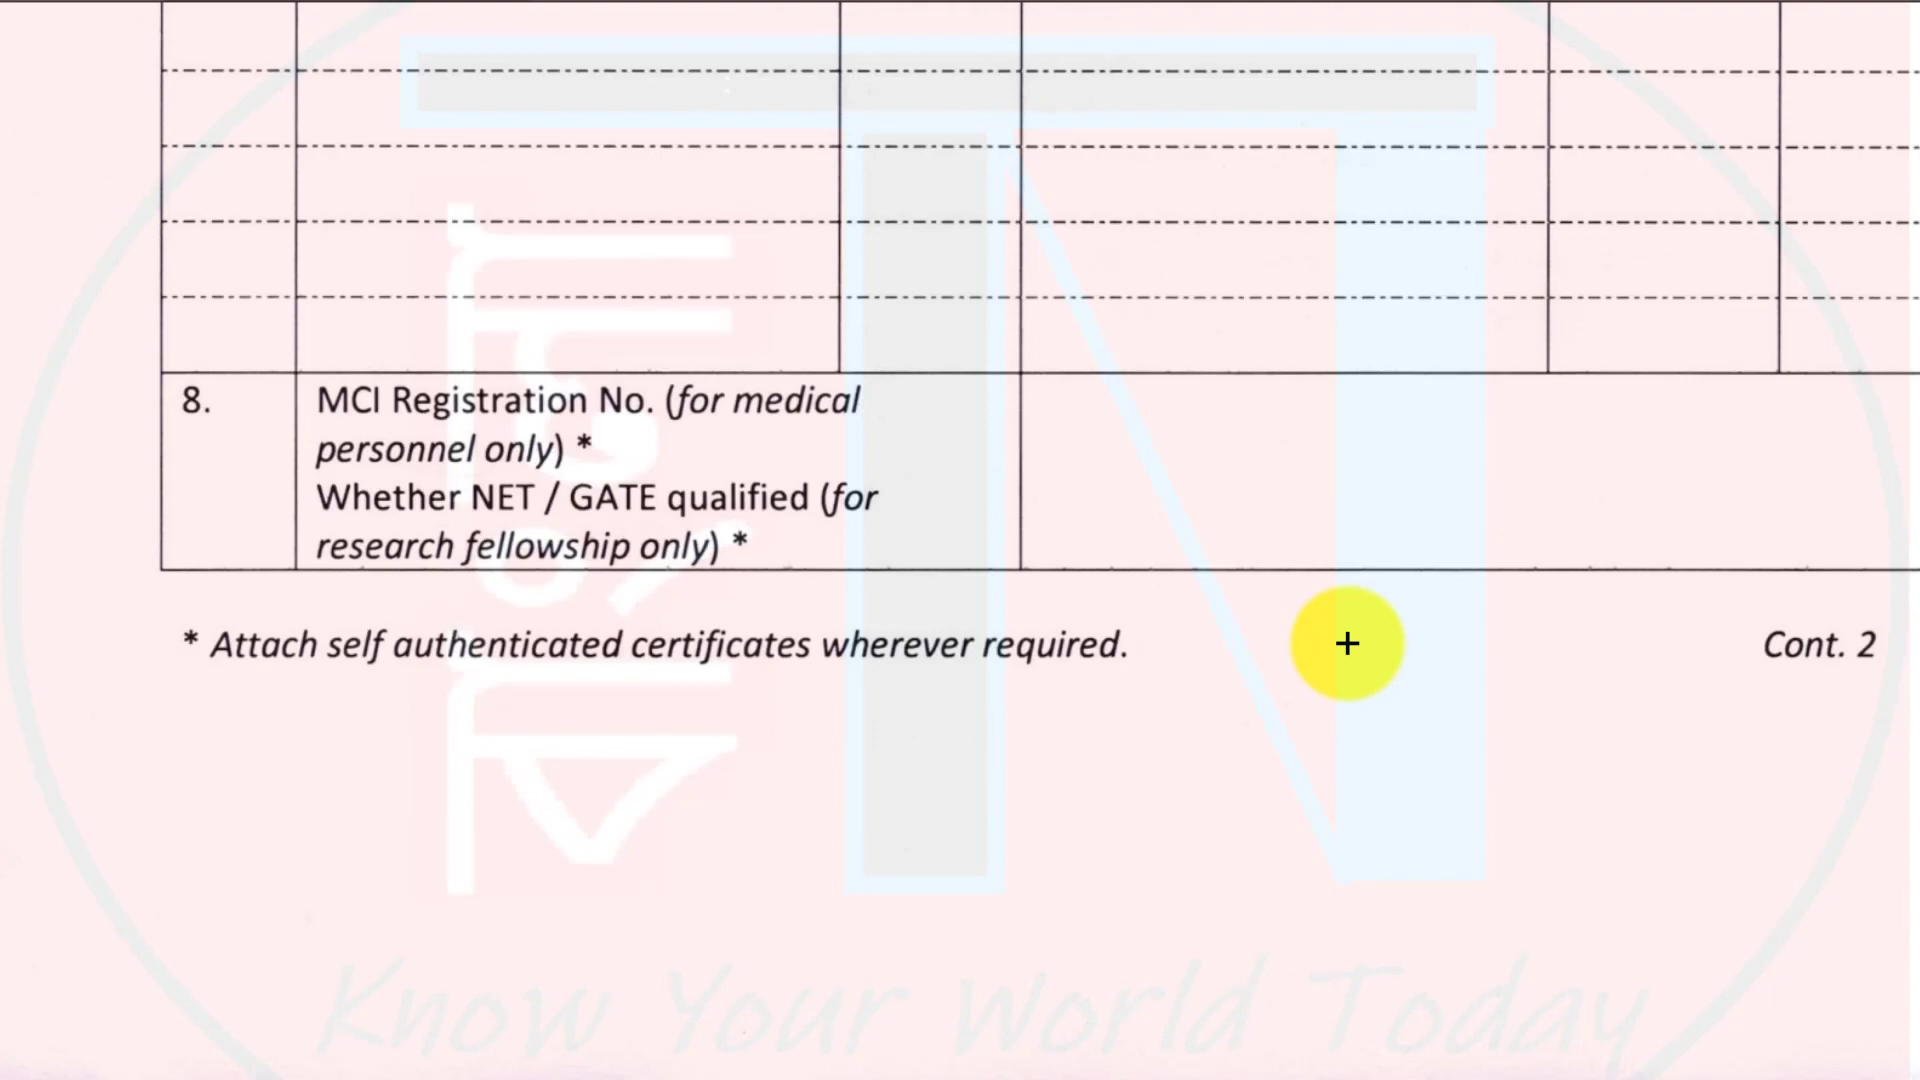 8.
MCI Registration No. (for medical
personnel only) *
Whether NET / GATE qualified (for
research fellowship only) *
* Attach self authenticated certificates wherever required.
Cont. 2
বাংলা
Know Your World Today